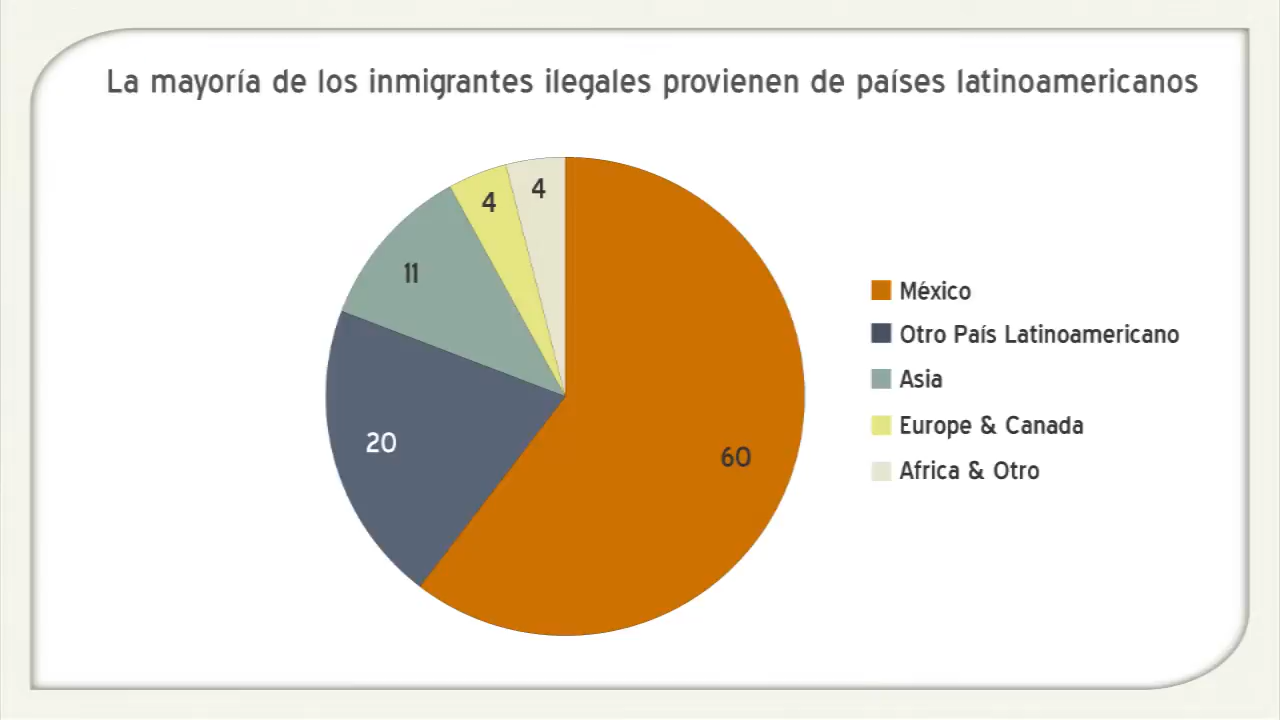 La mayoría de los inmigrantes ilegales provienen de países latinoamericanos
4
4
11
20
60
México
Otro País Latinoamericano
Asia
Europe & Canada
Africa & Otro